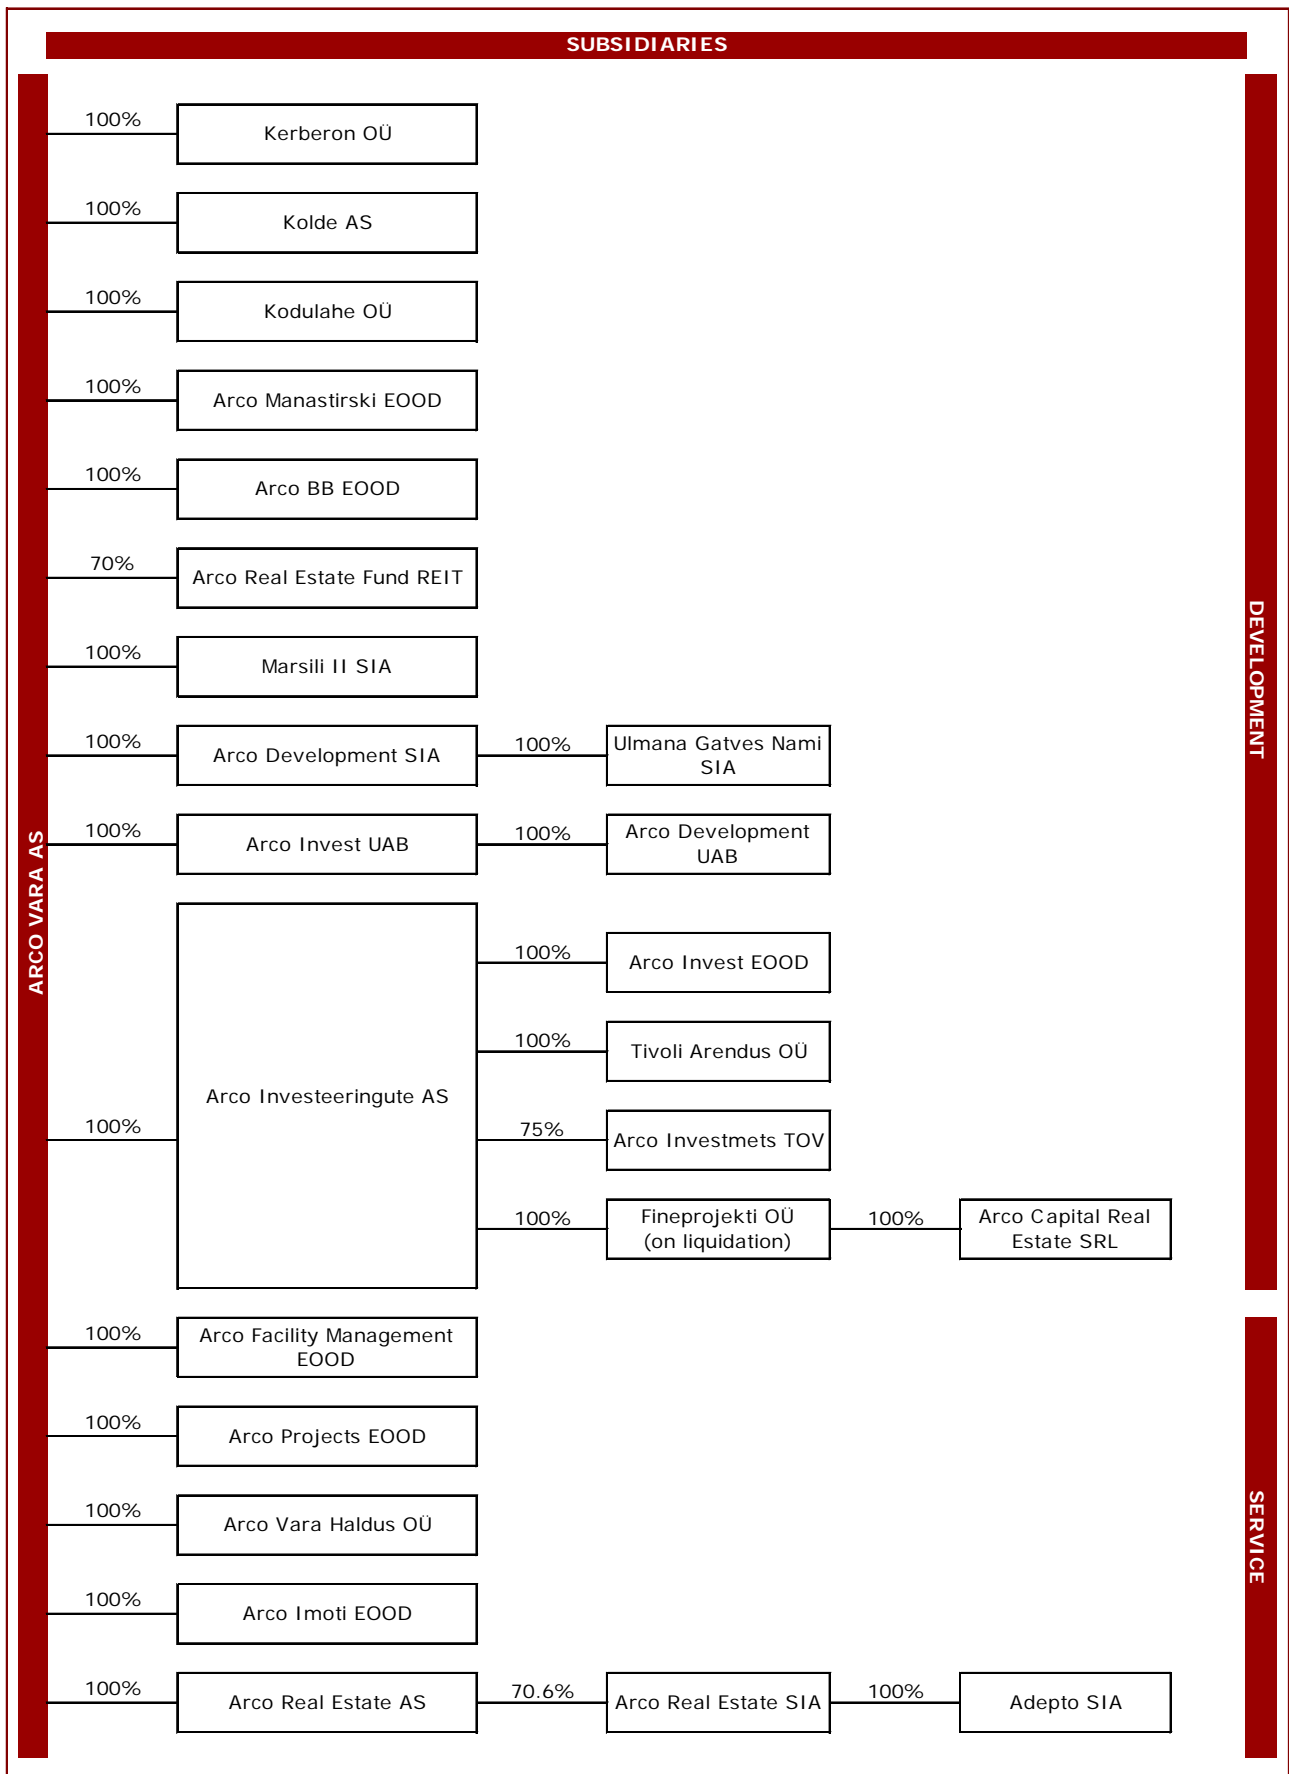 SUBSIDIARIES
ARCO VARA AS
DEVELOPMENT
100%
Kerberon OÜ
100%
Kolde AS
100%
Kodulahe OÜ
100%
Arco Manastirski EOOD
100%
Arco BB EOOD
70%
Arco Real Estate Fund REIT
100%
Marsili II SIA
100%
Arco Development SIA
100%
Ulmana Gatves Nami
SIA
100%
Arco Invest UAB
100%
Arco Development
UAB
100%
Arco Investeeringute AS
100%
Arco Invest EOOD
100%
Tivoli Arendus OÜ
75%
Arco Investmets TOV
100%
Fineprojekti OÜ
(on liquidation)
100%
Arco Capital Real
Estate SRL
SERVICE
100%
Arco Facility Management
EOOD
100%
Arco Projects EOOD
100%
Arco Vara Haldus OÜ
100%
Arco Imoti EOOD
100%
Arco Real Estate AS
70.6%
Arco Real Estate SIA
100%
Adepto SIA